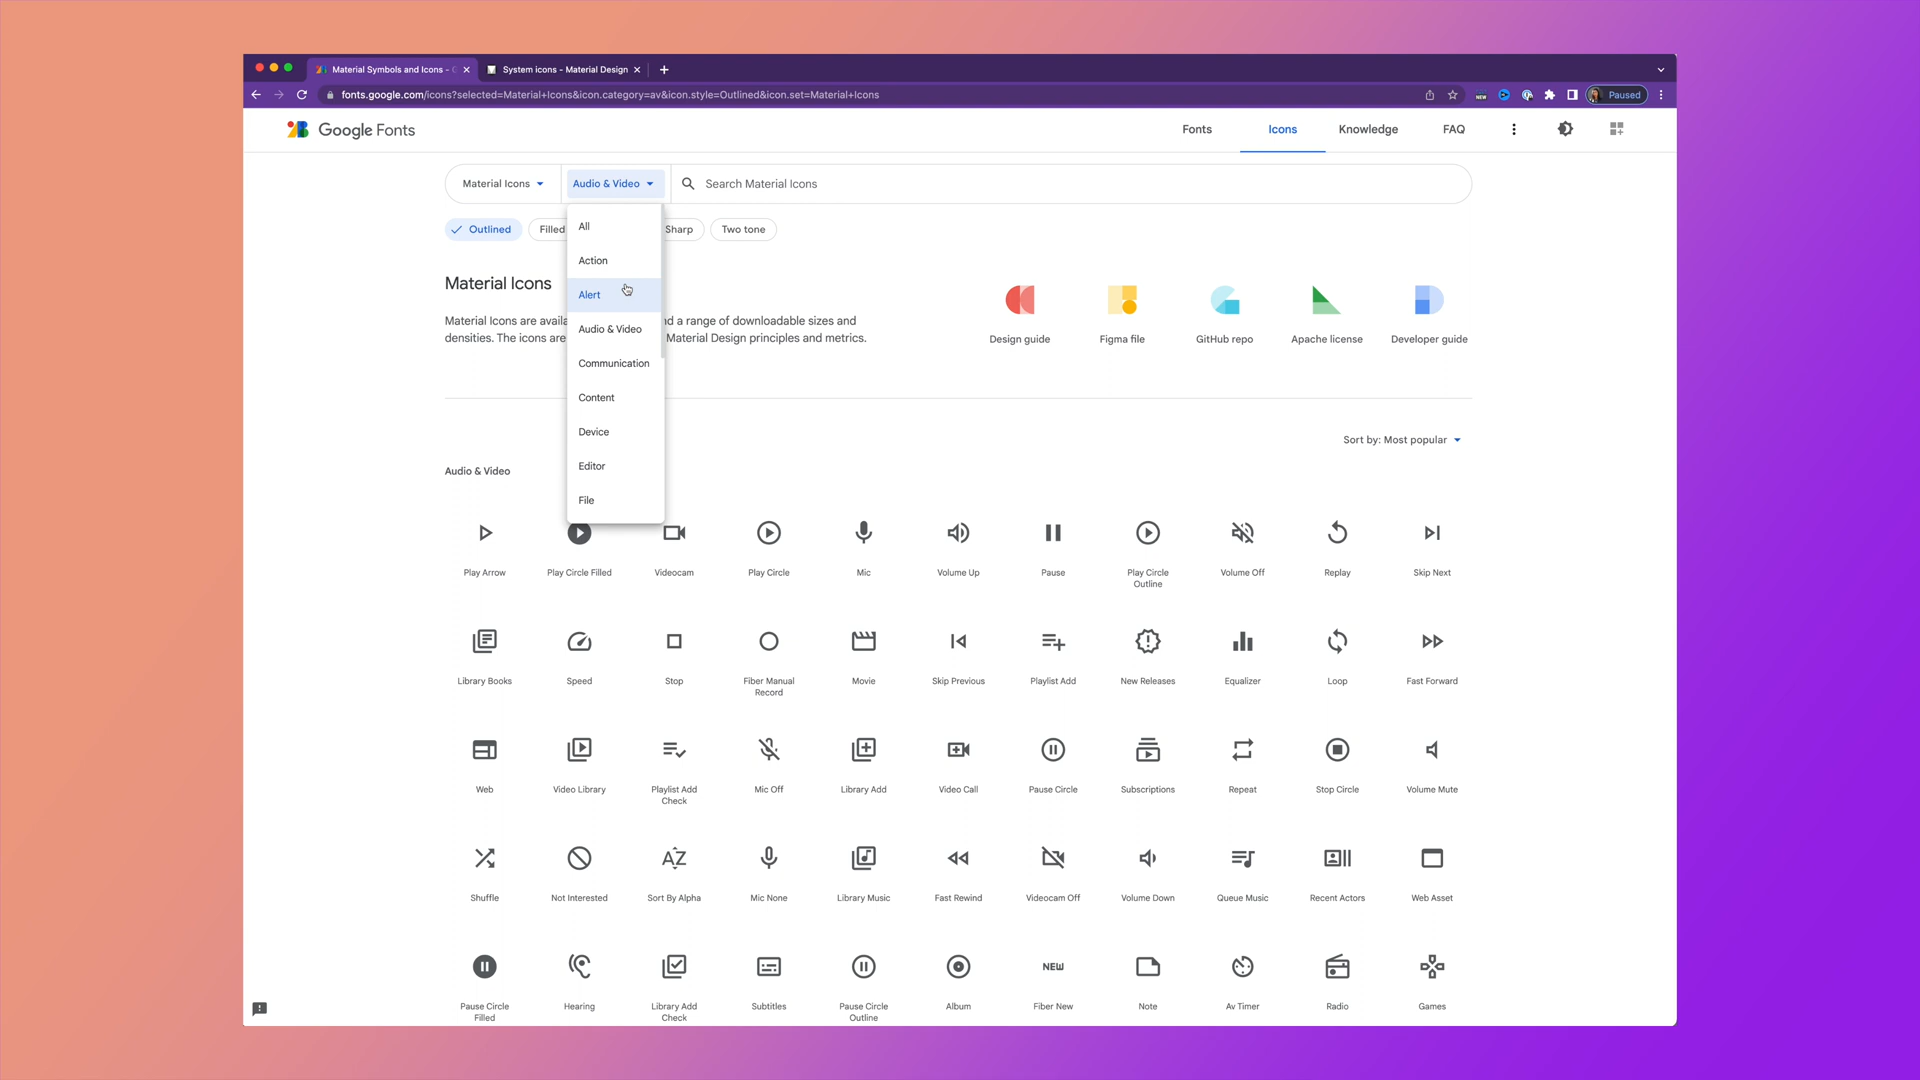 Material Symbols and Icons -
System icons - Material Design
fonts.google.com/icons?selected=Material+Icons&icon.category=av&icon.style=Outlined&icon.set=Material+Icons
NEW
Paused
Google Fonts
Fonts
Icons
Knowledge
FAQ
Material Icons
Audio & Video
Search Material Icons
Outlined
Filled
Sharp
Two tone
All
Action
Alert
Audio & Video
Communication
Content
Device
Editor
File
Material Icons
Material Icons are availa d a range of downloadable sizes and
densities. The icons are Material Design principles and metrics.
Design guide
Figma file
GitHub repo
Apache license
Developer guide
Sort by: Most popular
Audio & Video
Play Arrow
Play Circle Filled
Videocam
Play Circle
Mic
Volume Up
Pause
Play Circle
Outline
Volume Off
Replay
Skip Next
Library Books
Speed
Stop
Fiber Manual
Record
Movie
Skip Previous
Playlist Add
New Releases
Equalizer
Loop
Fast Forward
Web
Video Library
Playlist Add
Check
Mic Off
Library Add
Video Call
Pause Circle
Subscriptions
Repeat
Stop Circle
Volume Mute
AZ
Shuffle
Not Interested
Sort By Alpha
Mic None
Library Music
Fast Rewind
Videocam Off
Volume Down
Queue Music
Recent Actors
Web Asset
NEW
Pause Circle
Filled
Hearing
Library Add
Check
Subtitles
Pause Circle
Outline
Album
Fiber New
Note
Av Timer
Radio
Games